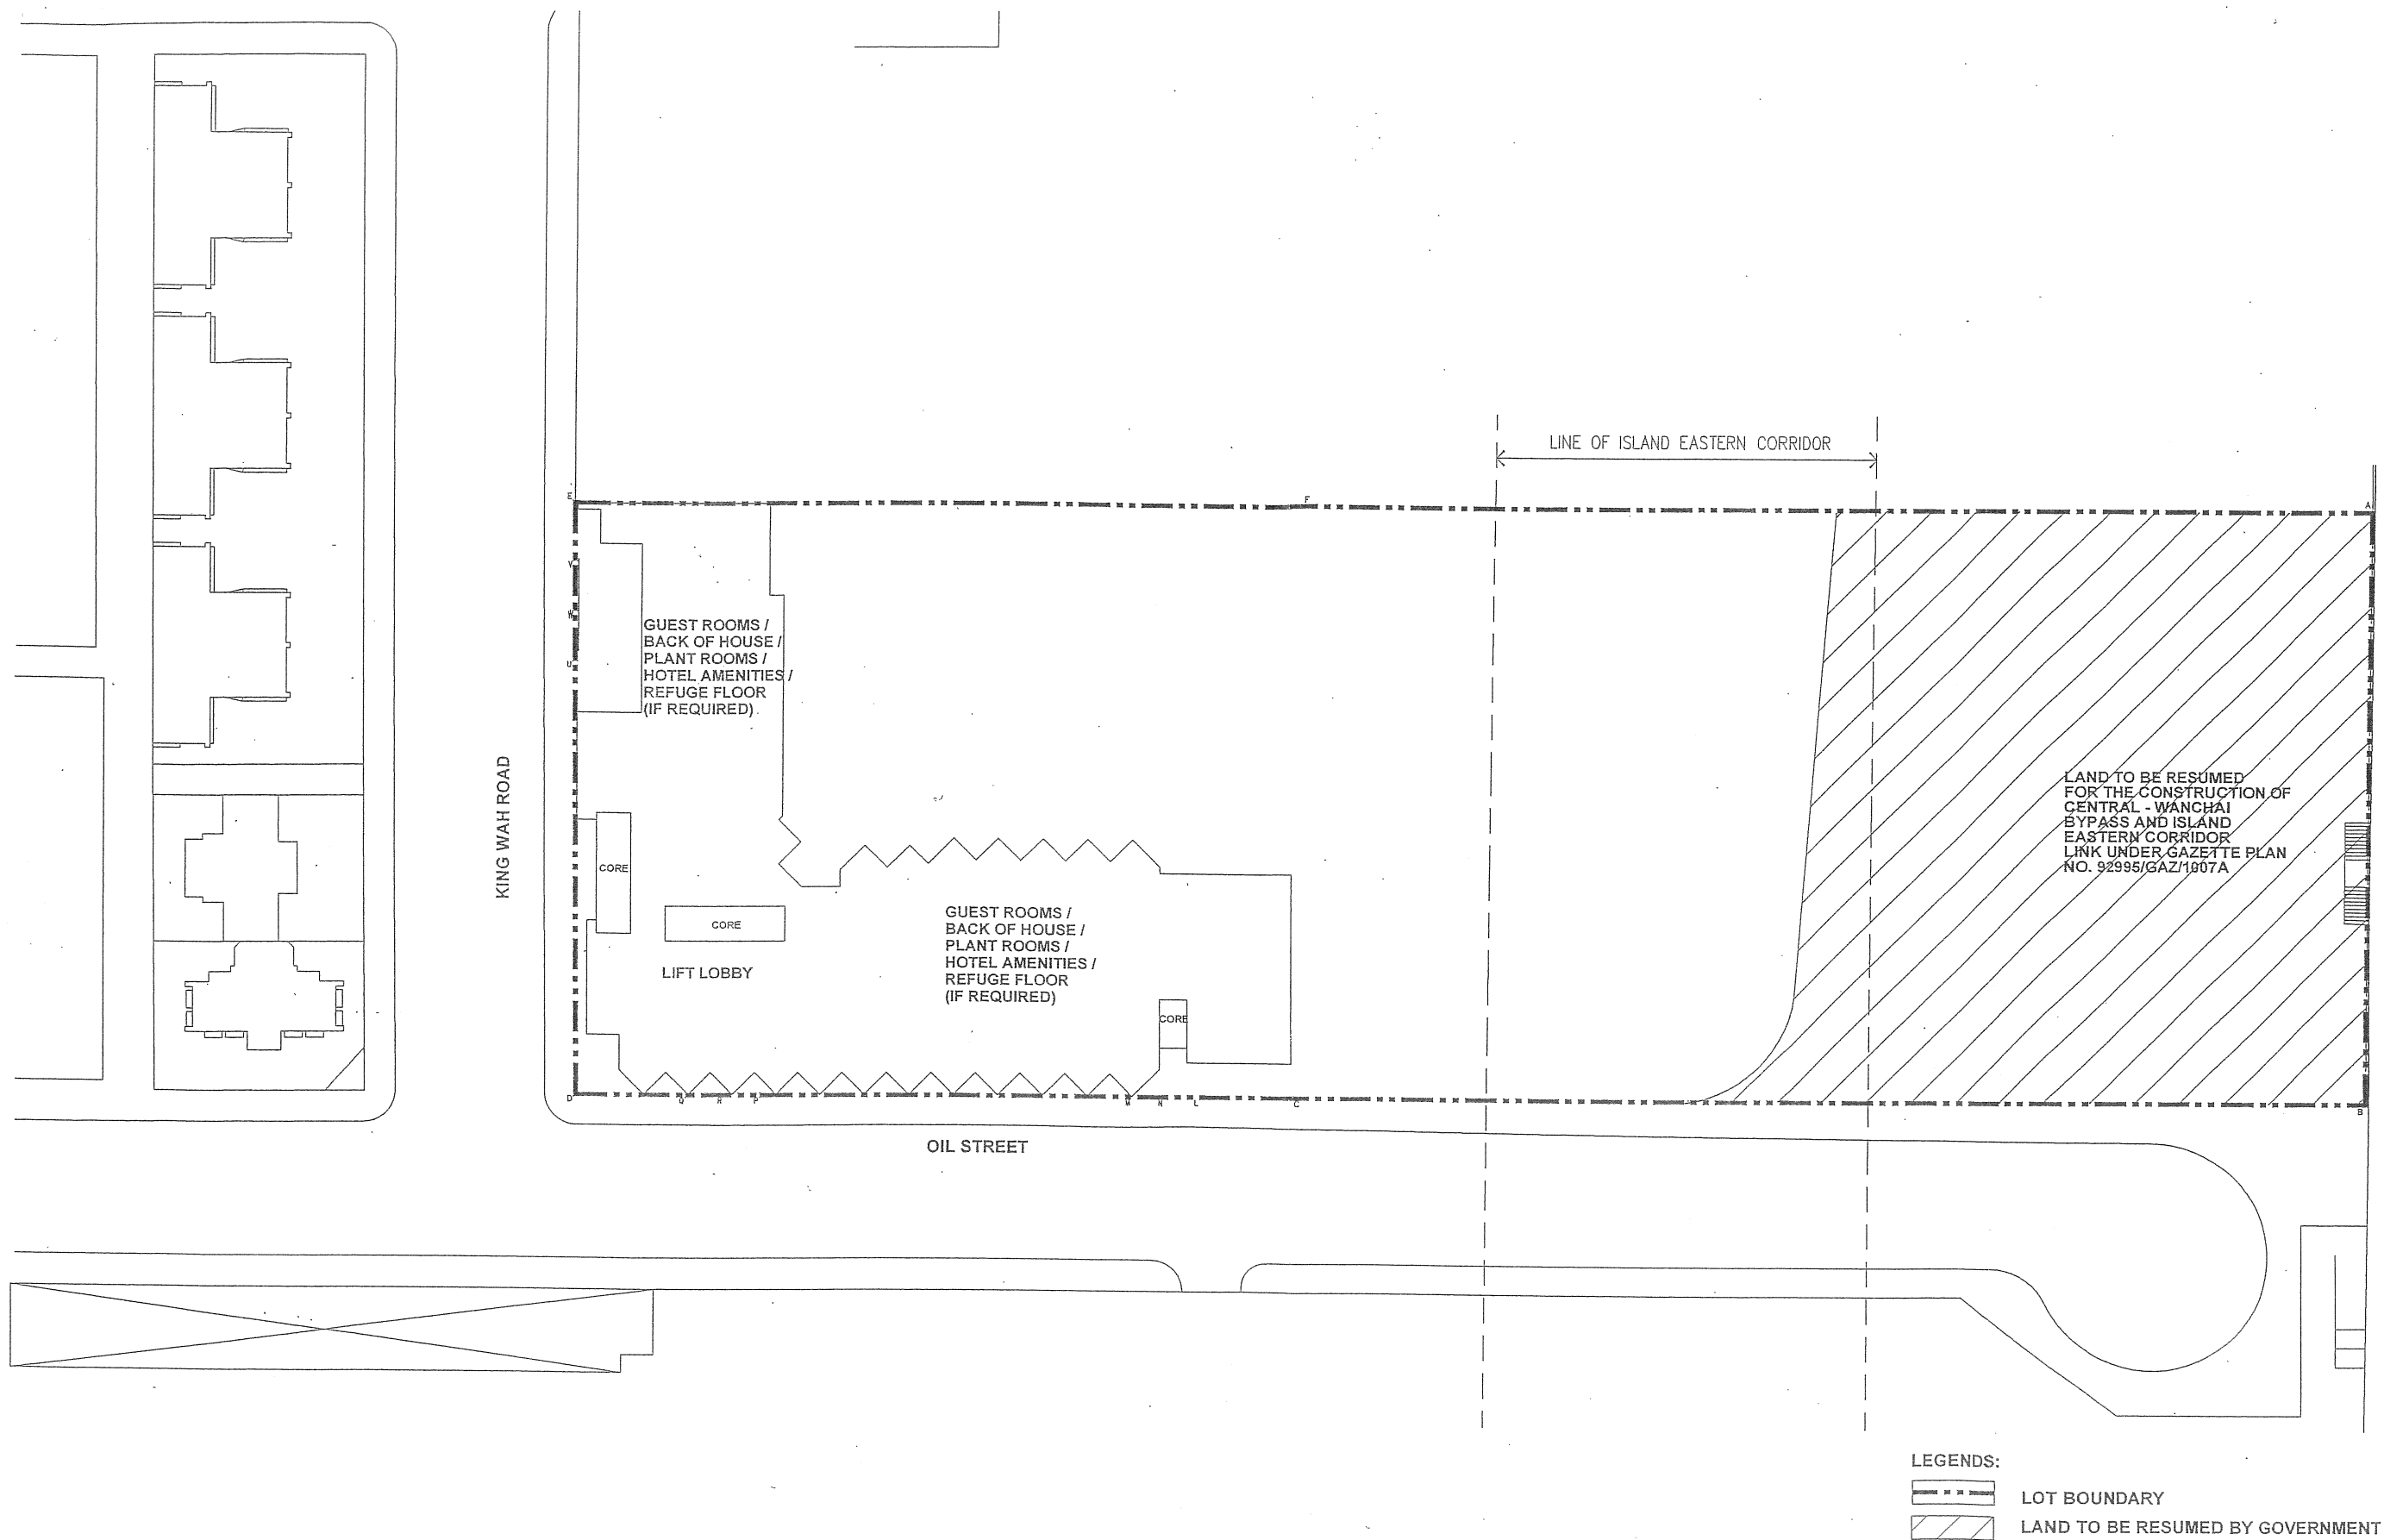 LINE OF ISLAND EASTERN CORRIDOR
E
F
A
V
W
U
GUEST ROOMS /
BACK OF HOUSE /
PLANT ROOMS /
HOTEL AMENITIES /
REFUGE FLOOR
(IF REQUIRED)
KING WAH ROAD
LAND TO BE RESUMED
FOR THE CONSTRUCTION OF
CENTRAL - WANCHAI
BYPASS AND ISLAND
EASTERN CORRIDOR
LINK UNDER GAZETTE PLAN
NO. 92995/GAZ/1007A
CORE
CORE
LIFT LOBBY
GUEST ROOMS /
BACK OF HOUSE /
PLANT ROOMS /
HOTEL AMENITIES /
REFUGE FLOOR
(IF REQUIRED)
CORE
D
Q
R
P
M
N
L
C
B
OIL STREET
LEGENDS:
LOT BOUNDARY
LAND TO BE RESUMED BY GOVERNMENT